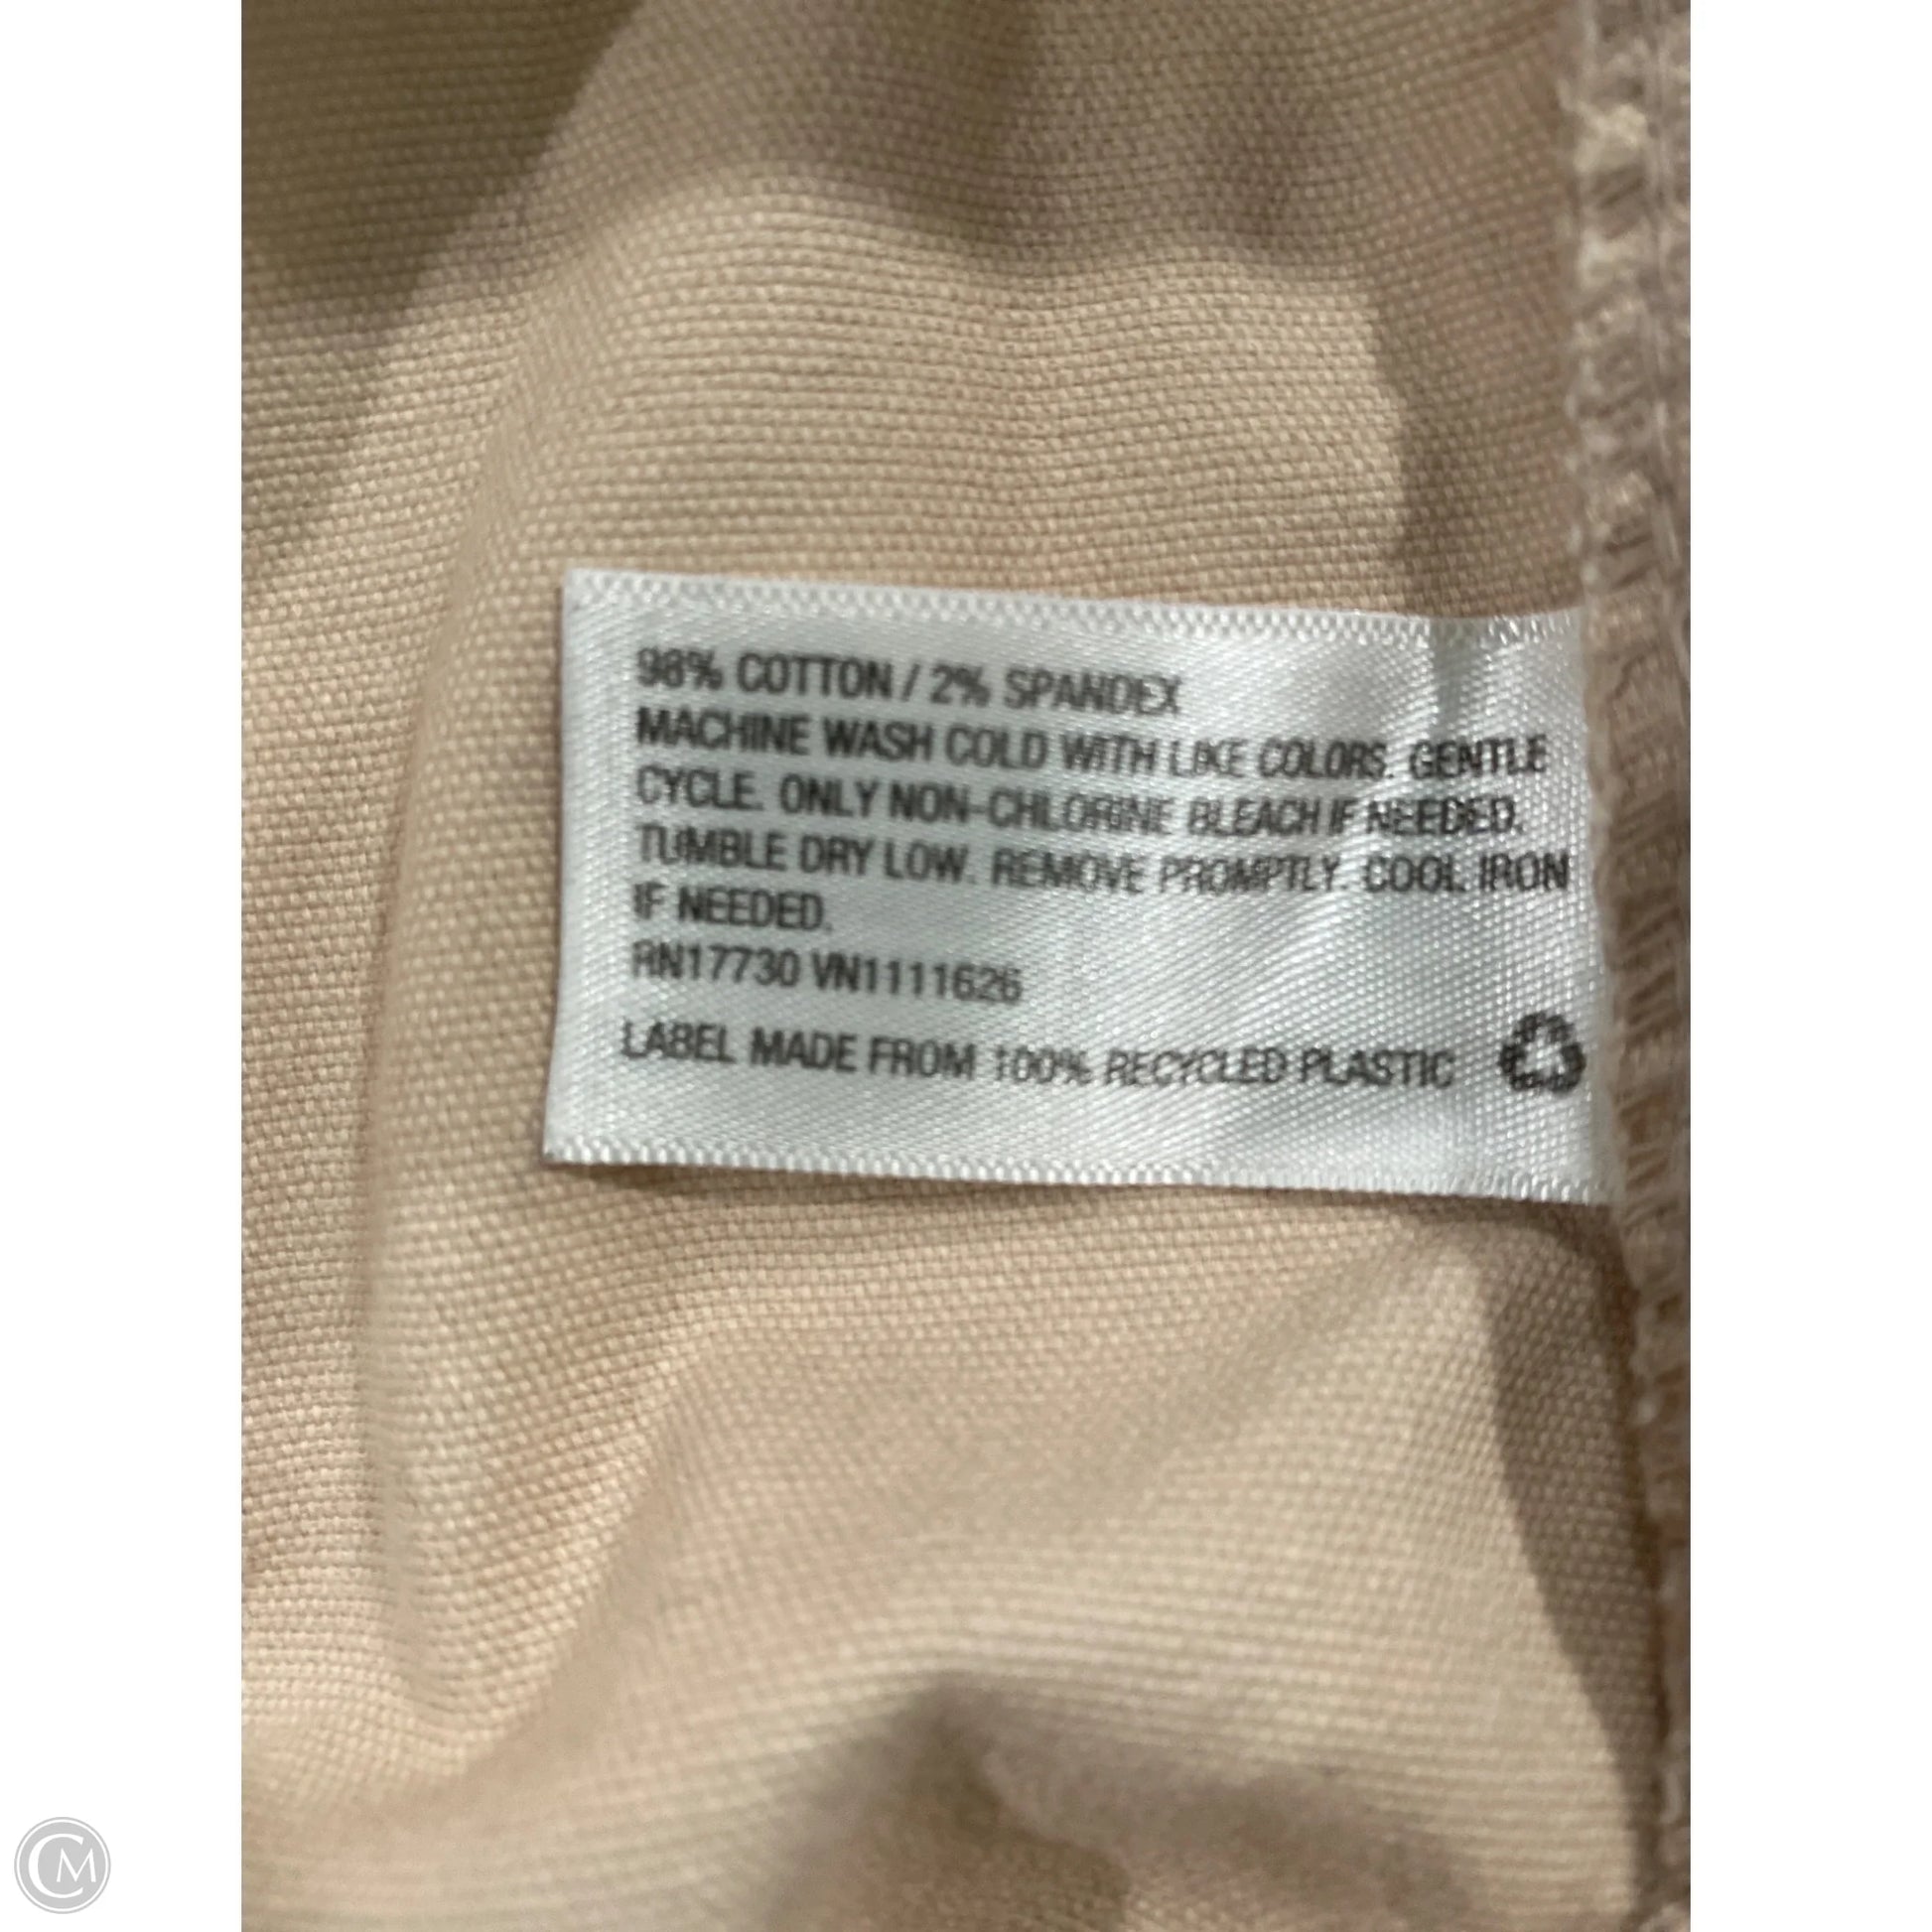 98% COTTON / 2% SPANDEX
MACHINE WASH COLD WITH LIKE COLORS. GENTLE
CYCLE. ONLY NON-CHLORINE BLEACH IF NEEDED.
TUMBLE DRY LOW. REMOVE PROMPTLY. COOL IRON
IF NEEDED.
RN17730 VN1111626
LABEL MADE FROM 100% RECYCLED PLASTIC
CM